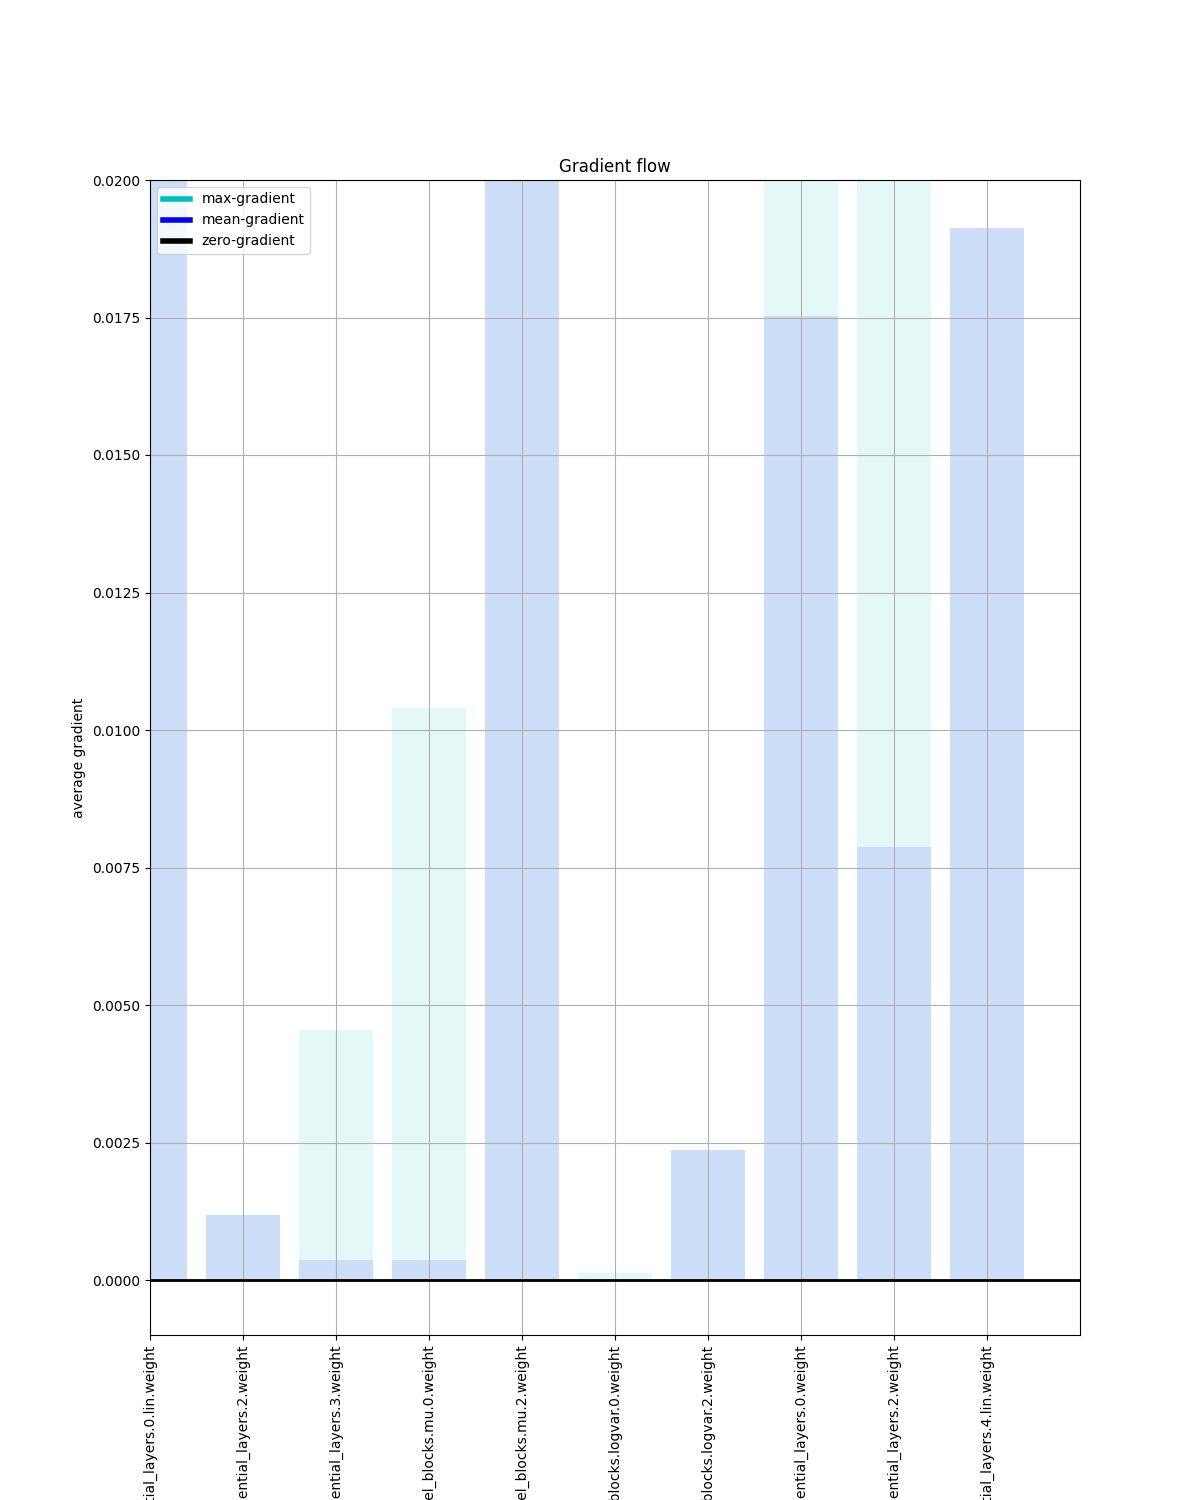 Gradient flow
max-gradient
mean-gradient
zero-gradient
0.0200
0.0175
0.0150
0.0125
0.0100
0.0075
0.0050
0.0025
0.0000
average gradient
tial_layers.0.lin.weight
ential_layers.2.weight
ential_layers.3.weight
el_blocks.mu.0.weight
el_blocks.mu.2.weight
blocks.logvar.0.weight
blocks.logvar.2.weight
ential_layers.0.weight
ential_layers.2.weight
tial_layers.4.lin.weight